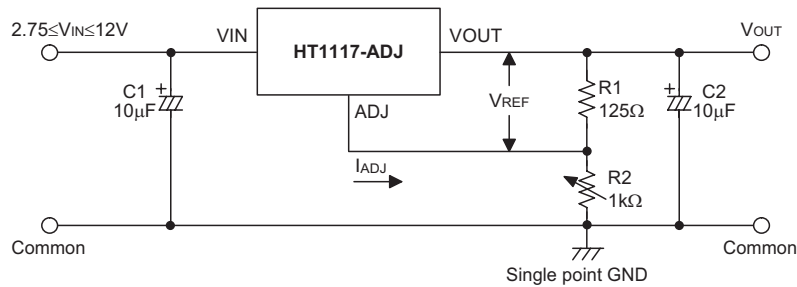 2.75≤VIN≤12V
VIN
HT1117-ADJ
VOUT
VOUT
C1
10μF
+
ADJ
VREF
R1
125Ω
+
C2
10μF
IADJ
R2
1kΩ
Common
Common
Single point GND